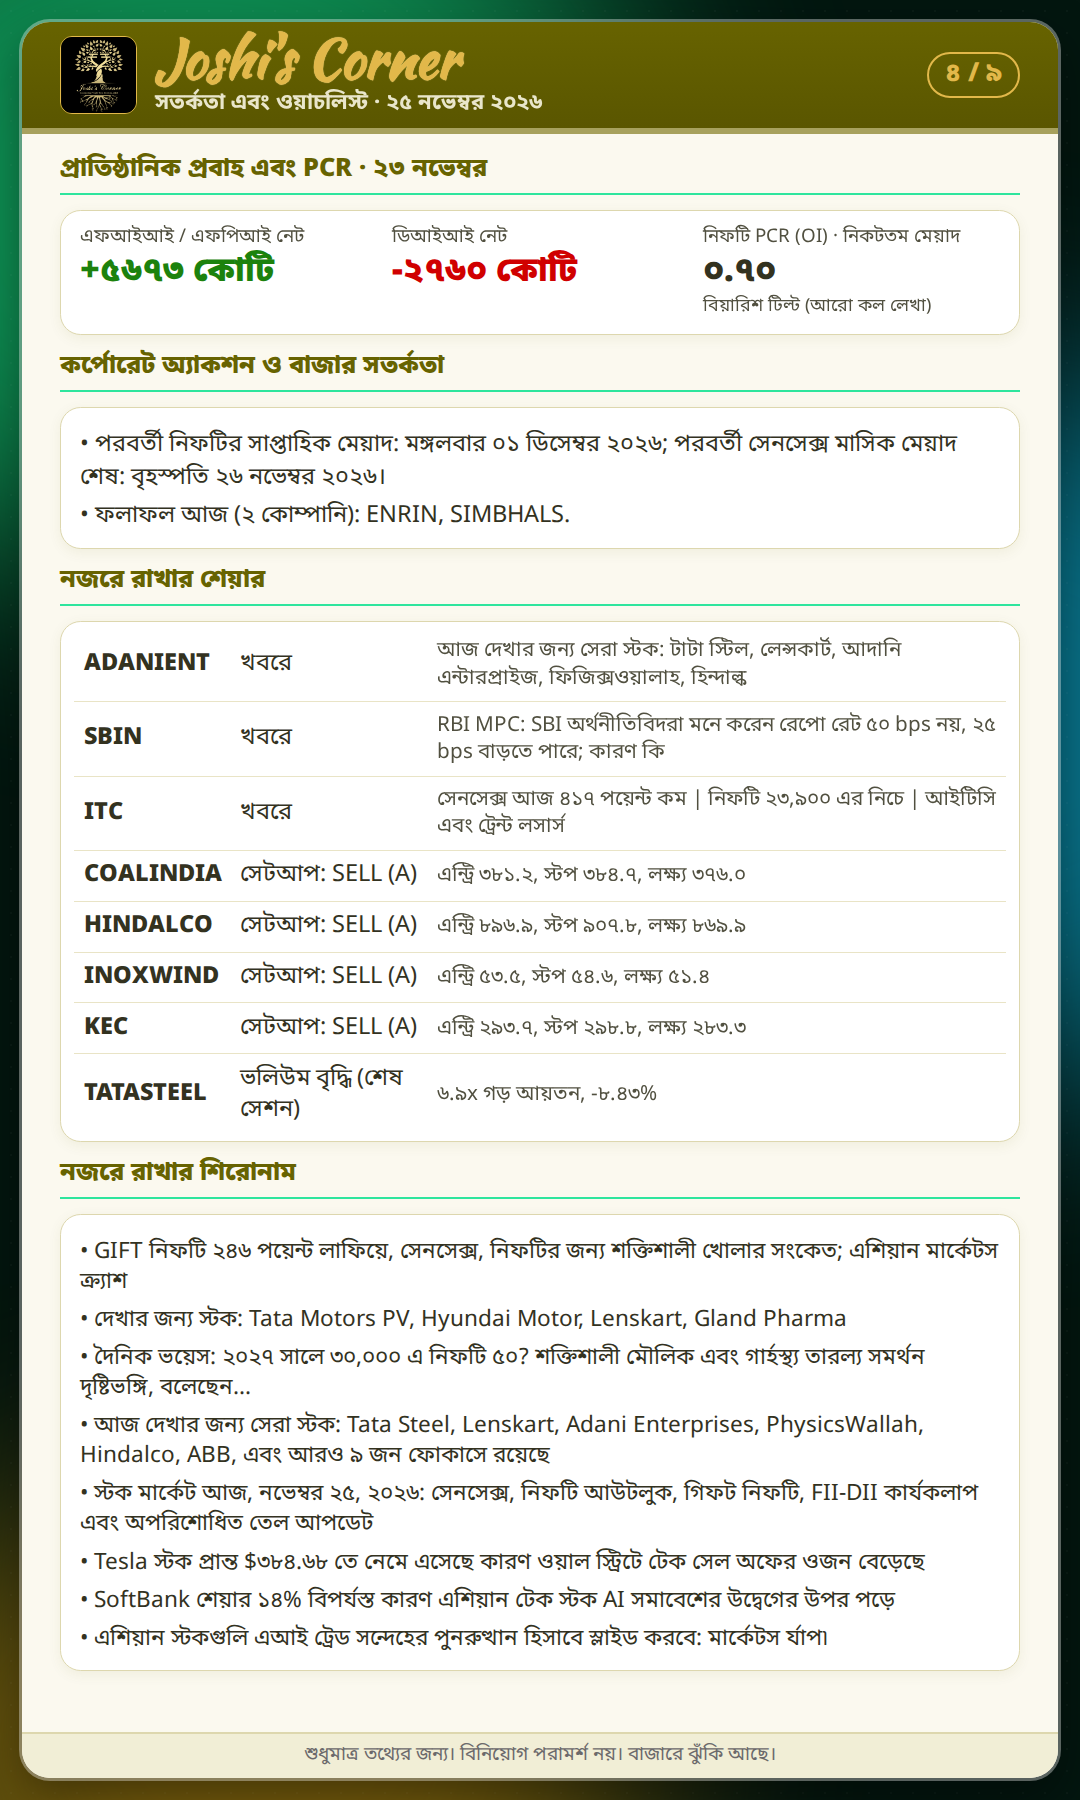 Joshi's Corner
সতর্কতা এবং ওয়াচলিস্ট · ২৫ নভেম্বর ২০২৬
৪ / ৯
প্রাতিষ্ঠানিক প্রবাহ এবং PCR · ২৩ নভেম্বর
এফআইআই / এফপিআই নেট
+৫৬৭৩ কোটি
ডিআইআই নেট
-২৭৬০ কোটি
নিফটি PCR (OI) · নিকটতম মেয়াদ
০.৭০
বিয়ারিশ টিল্ট (আরো কল লেখা)
কর্পোরেট অ্যাকশন ও বাজার সতর্কতা
• পরবর্তী নিফটির সাপ্তাহিক মেয়াদ: মঙ্গলবার ০১ ডিসেম্বর ২০২৬; পরবর্তী সেনসেক্স মাসিক মেয়াদ
শেষ: বৃহস্পতি ২৬ নভেম্বর ২০২৬।
• ফলাফল আজ (২ কোম্পানি): ENRIN, SIMBHALS.
নজরে রাখার শেয়ার
ADANIENT খবরে আজ দেখার জন্য সেরা স্টক: টাটা স্টিল, লেন্সকার্ট, আদানি
এন্টারপ্রাইজ, ফিজিক্সওয়ালাহ, হিন্দাল্ক
SBIN খবরে RBI MPC: SBI অর্থনীতিবিদরা মনে করেন রেপো রেট ৫০ bps নয়, ২৫
bps বাড়তে পারে; কারণ কি
ITC খবরে সেনসেক্স আজ ৪১৭ পয়েন্ট কম | নিফটি ২৩,৯০০ এর নিচে | আইটিসি
এবং ট্রেন্ট লসার্স
COALINDIA সেটআপ: SELL (A) এন্ট্রি ৩৮১.২, স্টপ ৩৮৪.৭, লক্ষ্য ৩৭৬.০
HINDALCO সেটআপ: SELL (A) এন্ট্রি ৮৯৬.৯, স্টপ ৯০৭.৮, লক্ষ্য ৮৬৯.৯
INOXWIND সেটআপ: SELL (A) এন্ট্রি ৫৩.৫, স্টপ ৫৪.৬, লক্ষ্য ৫১.৪
KEC সেটআপ: SELL (A) এন্ট্রি ২৯৩.৭, স্টপ ২৯৮.৮, লক্ষ্য ২৮৩.৩
TATASTEEL ভলিউম বৃদ্ধি (শেষ
সেশন) ৬.৯x গড় আয়তন, -৮.৪৩%
নজরে রাখার শিরোনাম
• GIFT নিফটি ২৪৬ পয়েন্ট লাফিয়ে, সেনসেক্স, নিফটির জন্য শক্তিশালী খোলার সংকেত; এশিয়ান মার্কেটস
ক্র্যাশ
• দেখার জন্য স্টক: Tata Motors PV, Hyundai Motor, Lenskart, Gland Pharma
• দৈনিক ভয়েস: ২০২৭ সালে ৩০,০০০ এ নিফটি ৫০? শক্তিশালী মৌলিক এবং গার্হস্থ্য তারল্য সমর্থন
দৃষ্টিভঙ্গি, বলেছেন...
• আজ দেখার জন্য সেরা স্টক: Tata Steel, Lenskart, Adani Enterprises, PhysicsWallah,
Hindalco, ABB, এবং আরও ৯ জন ফোকাসে রয়েছে
• স্টক মার্কেট আজ, নভেম্বর ২৫, ২০২৬: সেনসেক্স, নিফটি আউটলুক, গিফট নিফটি, FII-DII কার্যকলাপ
এবং অপরিশোধিত তেল আপডেট
• Tesla স্টক প্রান্ত $৩৮৪.৬৮ তে নেমে এসেছে কারণ ওয়াল স্ট্রিটে টেক সেল অফের ওজন বেড়েছে
• SoftBank শেয়ার ১৪% বিপর্যস্ত কারণ এশিয়ান টেক স্টক AI সমাবেশের উদ্বেগের উপর পড়ে
• এশিয়ান স্টকগুলি এআই ট্রেড সন্দেহের পুনরুত্থান হিসাবে স্লাইড করবে: মার্কেটস র্যাপ৷
শুধুমাত্র তথ্যের জন্য। বিনিয়োগ পরামর্শ নয়। বাজারে ঝুঁকি আছে।